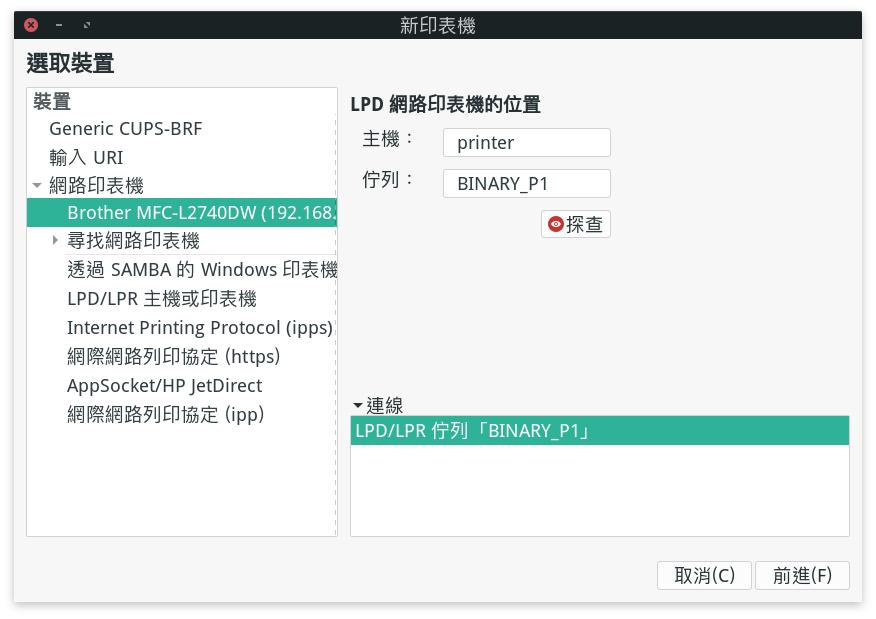 新印表機
選取裝置
裝置
Generic CUPS-BRF
輸入 URI
網路印表機
Brother MFC-L2740DW (192.168.
尋找網路印表機
透過 SAMBA 的 Windows 印表機
LPD/LPR 主機或印表機
Internet Printing Protocol (ipps)
網際網路列印協定 (https)
AppSocket/HP JetDirect
網際網路列印協定 (ipp)
LPD 網路印表機的位置
主機：
printer
佇列：
BINARY_P1
探查
連線
LPD/LPR 佇列「BINARY_P1」
取消(C)
前進(F)